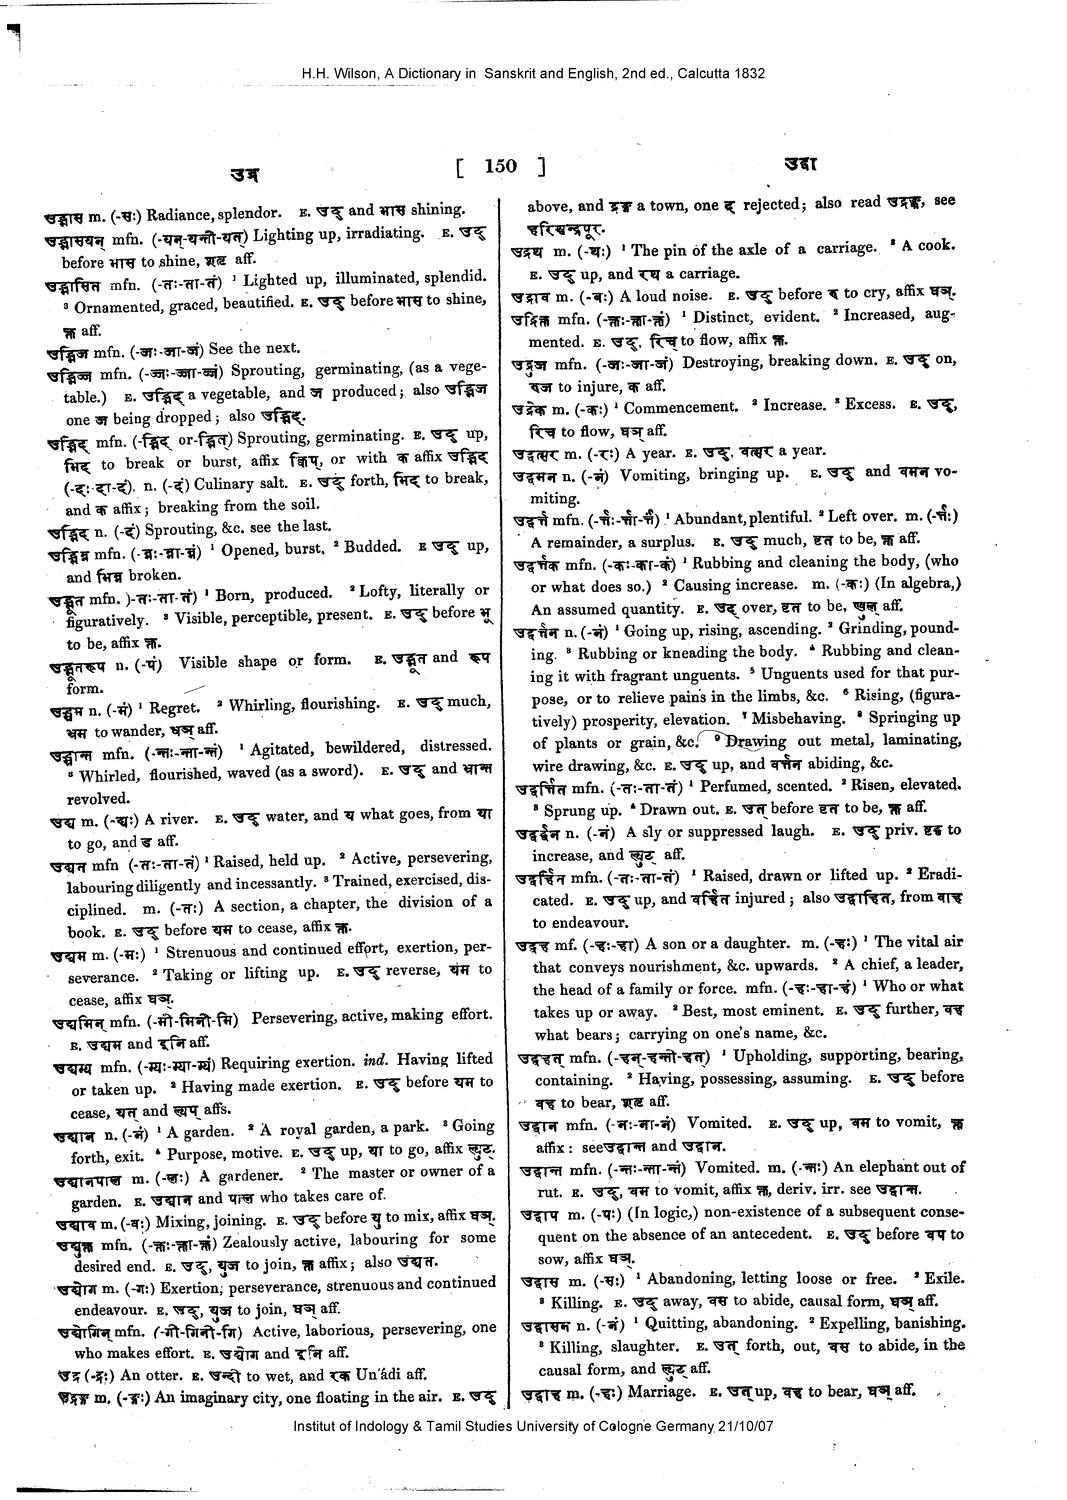 H.H. Wilson, A Dictionary in Sanskrit and English, 2nd ed., Calcutta 1832
[ 150 ]
उद्वा
उद्भास m. (-सः) Radiance, splendor. E. उद् and भास shining.
उद्भासयन् mfn. (-यन्-यन्ती-यत्) Lighting up, irradiating. E. उद्
before भास to shine, शतृ aff.
उद्भासित mfn. (-तः-ता-तं) ¹ Lighted up, illuminated, splendid.
² Ornamented, graced, beautified. E. उद् before भास to shine,
क्त aff.
उद्भिज mfn. (-जः-जा-जं) See the next.
उद्भिज्ज mfn. (-ज्जः-ज्जा-ज्जं) Sprouting, germinating, (as a vege-
table.) E. उद्भिद् a vegetable, and ज produced; also उद्भिज
one ज being dropped; also उद्भिद्.
उद्भिद् mfn. (-द्भिद् or-द्भित्) Sprouting, germinating. E. उद् up,
भिद् to break or burst, affix क्विप्, or with क affix उद्भिद
(-दः-दा-दं). n. (-दं) Culinary salt. E. उद् forth, भिद् to break,
and क affix; breaking from the soil.
उद्भिद् n. (-दं) Sprouting, &c. see the last.
उद्भिन्न mfn. (-न्नः-न्ना-न्नं) ¹ Opened, burst. ² Budded. E उद् up,
and भिन्न broken.
उद्भूत mfn. )-तः-ता-तं) ¹ Born, produced. ² Lofty, literally or
figuratively. ³ Visible, perceptible, present. E. उद् before भू
to be, affix क्त.
उद्भूतरूप n. (-पं) Visible shape or form. E. उद्भूत and रूप
form.
उद्भ्रम n. (-मं) ¹ Regret. ² Whirling, flourishing. E. उद् much,
भ्रम to wander, घञ् aff.
उद्भ्रान्त mfn. (-न्तः-न्ता-न्तं) ¹ Agitated, bewildered, distressed.
² Whirled, flourished, waved (as a sword). E. उद् and भ्रान्त
revolved.
उद्य m. (-द्यः) A river. E. उद् water, and य what goes, from या
to go, and ड aff.
उद्यत mfn (-तः-ता-तं) ¹ Raised, held up. ² Active, persevering,
labouring diligently and incessantly. ³ Trained, exercised, dis-
ciplined. m. (-तः) A section, a chapter, the division of a
book. E. उद् before यम to cease, affix क्त.
उद्यम m. (-मः) ¹ Strenuous and continued effort, exertion, per-
severance. ² Taking or lifting up. E. उद् reverse, यम to
cease, affix घञ्.
उद्यमिन् mfn. (-मी-मिनी-मि) Persevering, active, making effort.
E. उद्यम and इनि aff.
उद्यम्य mfn. (-म्यः-म्या-म्यं) Requiring exertion. ind. Having lifted
or taken up. ² Having made exertion. E. उद् before यम to
cease, यत् and ल्यप् affs.
उद्यान n. (-नं) ¹ A garden. ² A royal garden, a park. ³ Going
forth, exit. ⁴ Purpose, motive. E. उद् up, या to go, affix ल्युट्.
उद्यानपाल m. (-लः) A gardener. ² The master or owner of a
garden. E. उद्यान and पाल who takes care of.
उद्याव m. (-वः) Mixing, joining. E. उद् before यु to mix, affix घञ्.
उद्युक्त mfn. (-क्तः-क्ता-क्तं) Zealously active, labouring for some
desired end. E. उद्, युज to join, क्त affix; also उद्यत.
उद्योग m. (-गः) Exertion; perseverance, strenuous and continued
endeavour. E. उद्, युज to join, घञ् aff.
उद्योगिन् mfn. (-गी-गिनी-गि) Active, laborious, persevering, one
who makes effort. E. उद्योग and इनि aff.
उद्र (-द्रः) An otter. E. उन्दी to wet, and रक Un'ádi aff.
उद्रङ्ग m. (-ङ्गः) An imaginary city, one floating in the air. E. उद्
above, and द्रङ्ग a town, one द् rejected; also read उद्रङ्क, see
हरिश्चन्द्रपूर.
उद्रथ m. (-थः) ¹ The pin of the axle of a carriage. ² A cook.
E. उद् up, and रथ a carriage.
उद्राव m. (-वः) A loud noise. E. उद् before रु to cry, affix घञ्.
उद्रिक्त mfn. (-क्तः-क्ता-क्तं) ¹ Distinct, evident. ² Increased, aug-
mented. E. उद्, रिच् to flow, affix क्त.
उद्रुज mfn. (-जः-जा-जं) Destroying, breaking down. E. उद् on,
रुज to injure, क aff.
उद्रेक m. (-कः) ¹ Commencement. ² Increase. ³ Excess. E. उद्,
रिच to flow, घञ् aff.
उद्वत्सर m. (-रः) A year. E. उद्, वत्सर a year.
उद्वमन n. (-नं) Vomiting, bringing up. E. उद् and वमन vo-
miting.
उद्वर्त्त mfn. (-र्त्तः-र्त्ता-र्त्तं) ¹ Abundant, plentiful. ² Left over. m. (-र्त्तः)
A remainder, a surplus. E. उद् much, वृत to be, क्त aff.
उद्वर्त्तक mfn. (-कः-का-कं) ¹ Rubbing and cleaning the body, (who
or what does so.) ² Causing increase. m. (-कः) (In algebra,)
An assumed quantity. E. उद् over, वृत to be, ण्वुल् aff.
उद्वर्त्तन n. (-नं) ¹ Going up, rising, ascending. ² Grinding, pound-
ing. ³ Rubbing or kneading the body. ⁴ Rubbing and clean-
ing it with fragrant unguents. ⁵ Unguents used for that pur-
pose, or to relieve pains in the limbs, &c. ⁶ Rising, (figura-
tively) prosperity, elevation. ⁷ Misbehaving. ⁸ Springing up
of plants or grain, &c. ⁹ Drawing out metal, laminating,
wire drawing, &c. E. उद् up, and वर्त्तन abiding, &c.
उद्वर्त्तित mfn. (-तः-ता-तं) ¹ Perfumed, scented. ² Risen, elevated.
³ Sprung up. ⁴ Drawn out. E. उत् before वृत to be, क्त aff.
उद्वर्द्धन n. (-नं) A sly or suppressed laugh. E. उद् priv. वृध to
increase, and ल्युट् aff.
उद्वर्हित mfn. (-तः-ता-तं) ¹ Raised, drawn or lifted up. ² Eradi-
cated. E. उद् up, and वर्हित injured; also उद्वाहित, from वाह
to endeavour.
उद्वह mf. (-हः-हा) A son or a daughter. m. (-हः) ¹ The vital air
that conveys nourishment, &c. upwards. ² A chief, a leader,
the head of a family or force. mfn. (-हः-हा-हं) ¹ Who or what
takes up or away. ² Best, most eminent. E. उद् further, वह
what bears; carrying on one's name, &c.
उद्वहत् mfn. (-हन्-हन्ती-हत्) ¹ Upholding, supporting, bearing,
containing. ² Having, possessing, assuming. E. उद् before
वह to bear, शतृ aff.
उद्वान mfn. (-नः-ना-नं) Vomited. E. उद् up, वम to vomit, क्त
affix: see उद्वान्त and उद्वान.
उद्वान्त mfn. (-न्तः-न्ता-न्तं) Vomited. m. (-न्तः) An elephant out of
rut. E. उद्, वम to vomit, affix क्त, deriv. irr. see उद्वान्त.
उद्वाप m. (-पः) (In logic,) non-existence of a subsequent conse-
quent on the absence of an antecedent. E. उद् before वप to
sow, affix घञ्.
उद्वास m. (-सः) ¹ Abandoning, letting loose or free. ² Exile.
³ Killing. E. उद् away, वस to abide, causal form, घञ् aff.
उद्वासन n. (-नं) ¹ Quitting, abandoning. ² Expelling, banishing.
³ Killing, slaughter. E. उत् forth, out, वस to abide, in the
causal form, and ल्युट् aff.
उद्वाह m. (-हः) Marriage. E. उत् up, वह to bear, घञ् aff.
Institut of Indology & Tamil Studies University of Cologne Germany 21/10/07